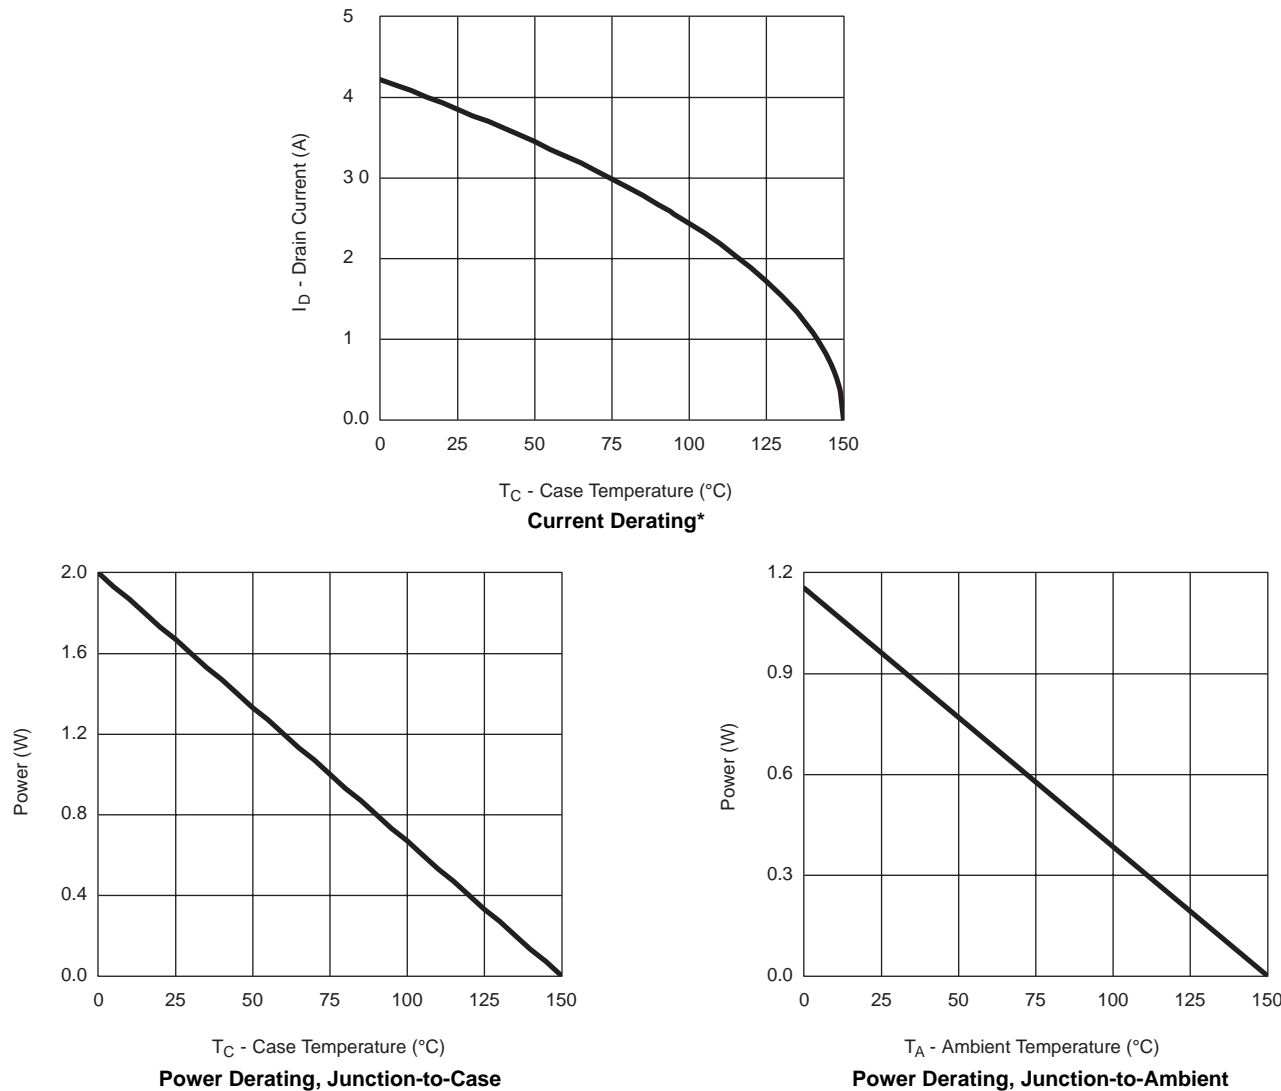 5
4
3 0
2
1
0.0
I_D - Drain Current (A)
0 25 50 75 100 125 150
T_C - Case Temperature (°C)
Current Derating*
2.0
1.6
1.2
0.8
0.4
0.0
Power (W)
0 25 50 75 100 125 150
T_C - Case Temperature (°C)
Power Derating, Junction-to-Case
1.2
0.9
0.6
0.3
0.0
Power (W)
0 25 50 75 100 125 150
T_A - Ambient Temperature (°C)
Power Derating, Junction-to-Ambient